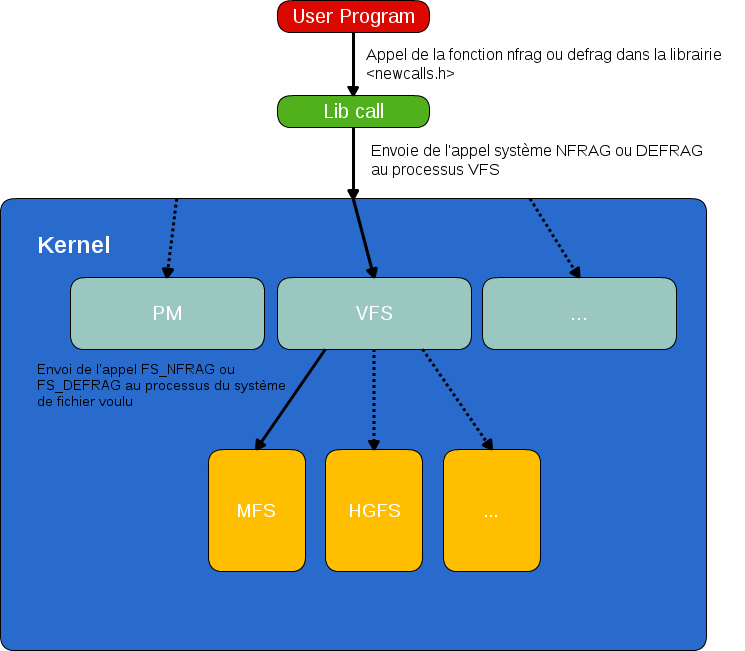 User Program
Appel de la fonction nfrag ou defrag dans la librairie
<newcalls.h>
Lib call
Envoie de l'appel système NFRAG ou DEFRAG
au processus VFS
Kernel
PM
VFS
...
Envoi de l'appel FS_NFRAG ou
FS_DEFRAG au processus du système
de fichier voulu
MFS
HGFS
...